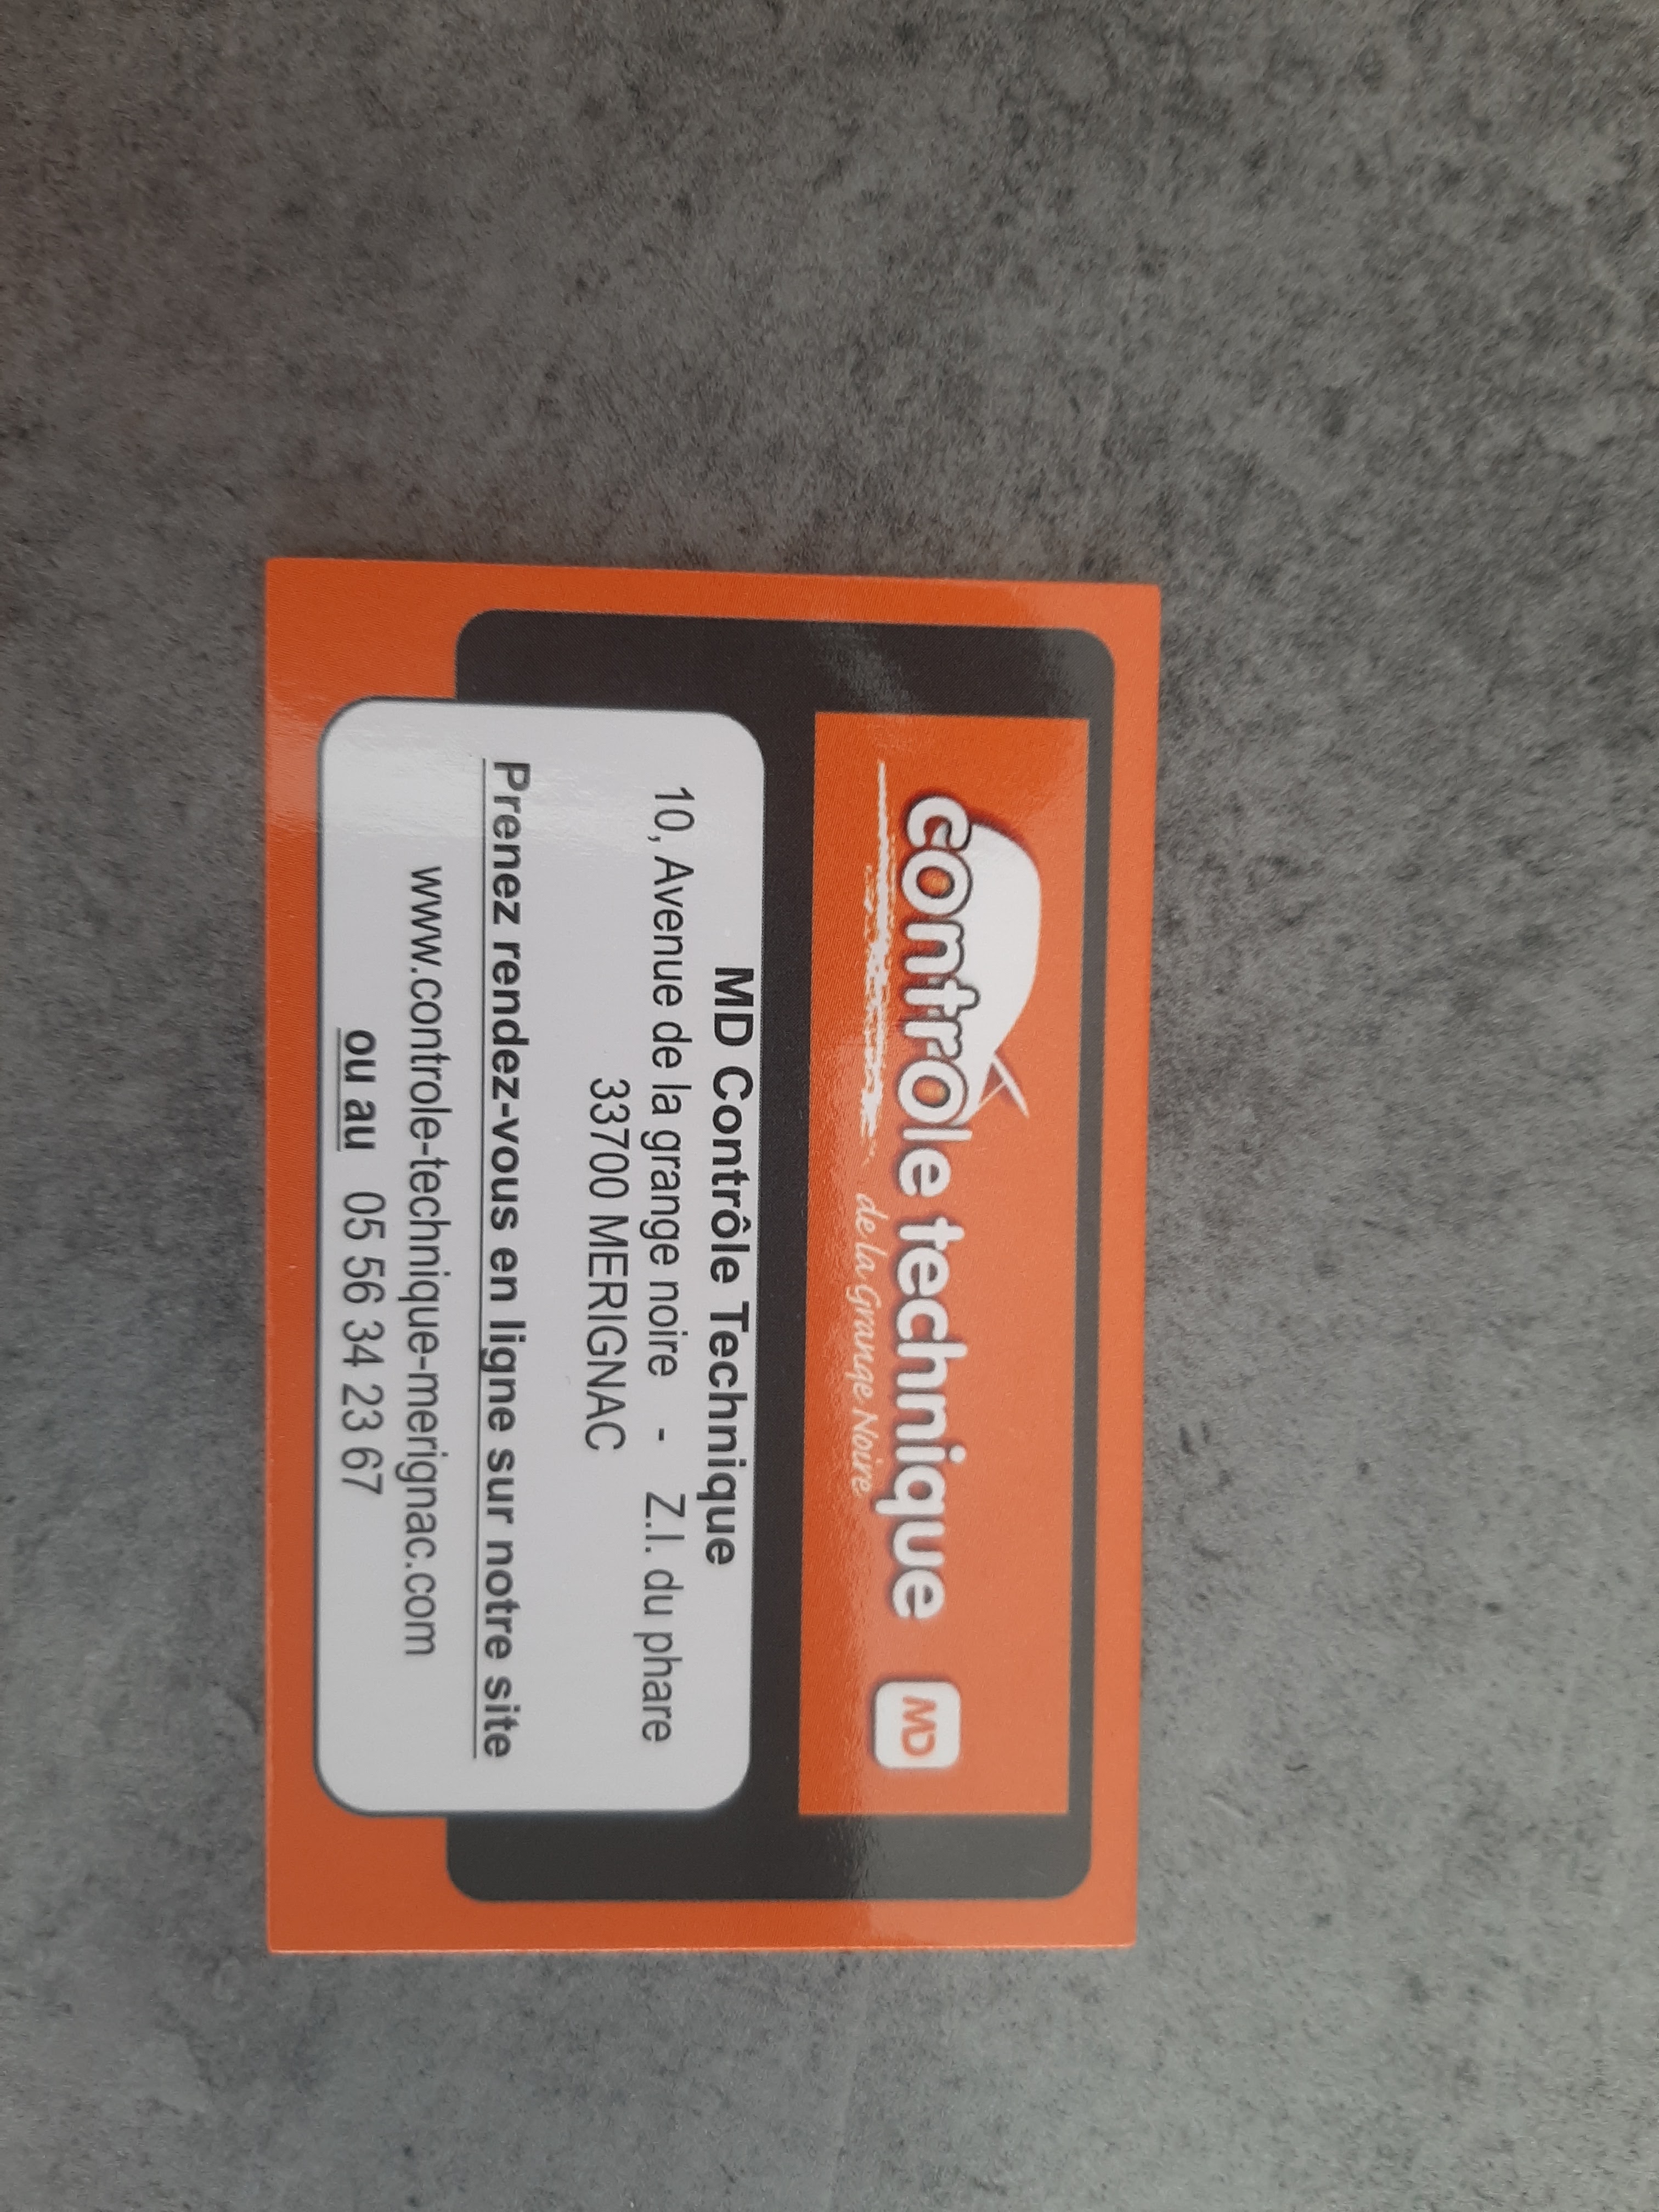 contrôle technique MD
de la Grange Noire
MD Contrôle Technique
10, Avenue de la grange noire - Z.I. du phare
33700 MERIGNAC
Prenez rendez-vous en ligne sur notre site
www.controle-technique-merignac.com
ou au 05 56 34 23 67